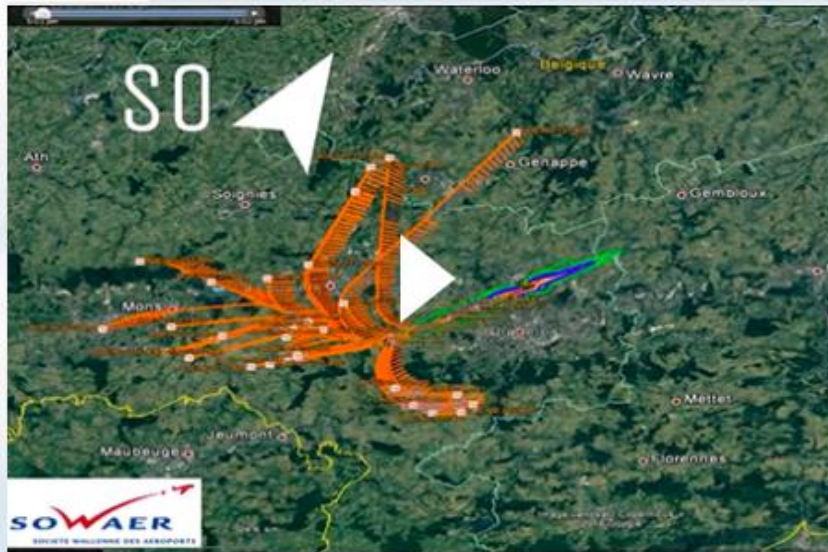 SO
Waterloo
Belgique
Wavre
Ath
Genappe
Soignies
Gembloux
Mons
Mettet
Jeumont
Maubeuge
Florennes
SOWAER
SOCIETE WALLONNE DES AEROPORTS